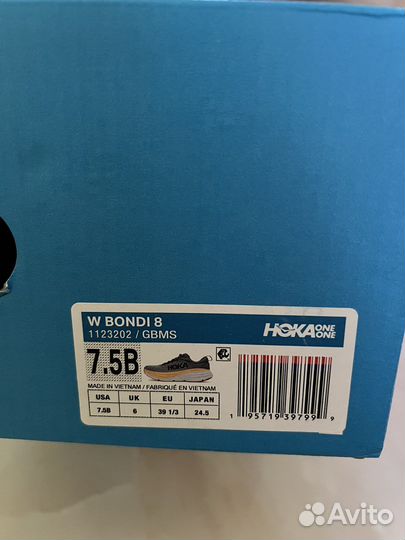 W BONDI 8
1123202 / GBMS
HOKA ONE ONE
7.5B
HOKA
MADE IN VIETNAM / FABRIQUÉ EN VIETNAM
USA UK EU JAPAN
7.5B 6 39 1/3 24.5
1 95719 39799 9
Avito